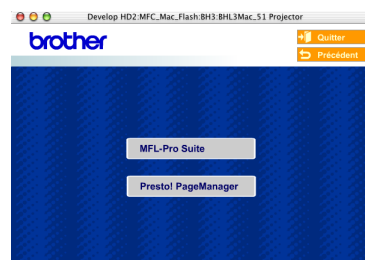 Develop HD2:MFC_Mac_Flash:BH3:BHL3Mac_51 Projector
brother
Quitter
Précédent
MFL-Pro Suite
Presto! PageManager